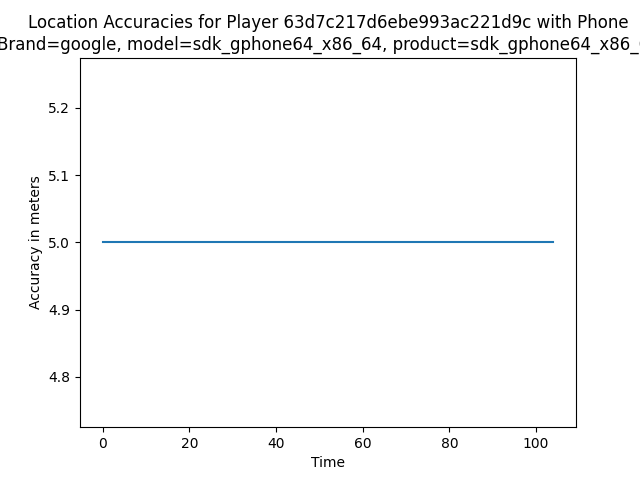 Location Accuracies for Player 63d7c217d6ebe993ac221d9c with Phone
Brand=google, model=sdk_gphone64_x86_64, product=sdk_gphone64_x86_
5.2
5.1
5.0
4.9
4.8
Accuracy in meters
0 20 40 60 80 100
Time